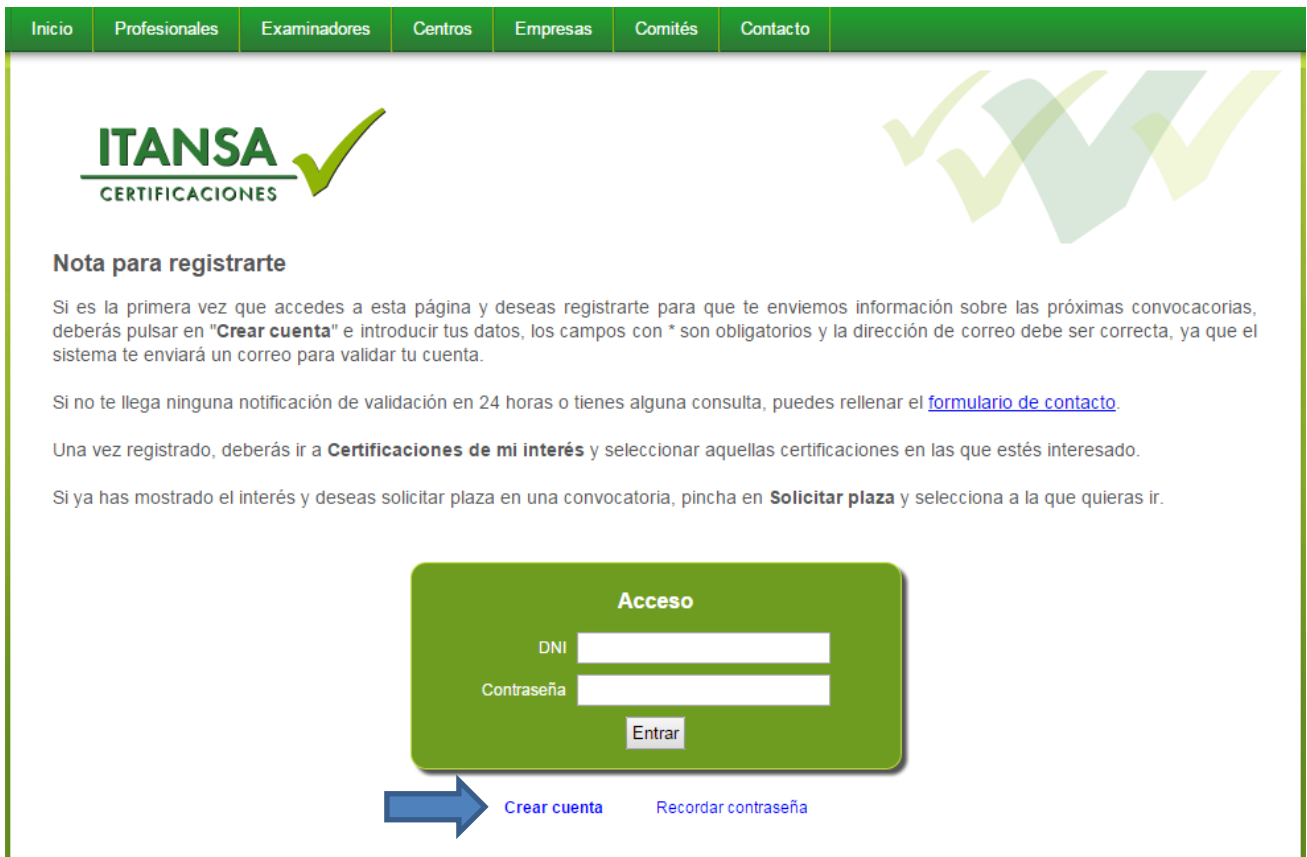 Inicio Profesionales Examinadores Centros Empresas Comités Contacto
ITANSA
CERTIFICACIONES
Nota para registrarte
Si es la primera vez que accedes a esta página y deseas registrarte para que te enviemos información sobre las próximas convocacorias,
deberás pulsar en "Crear cuenta" e introducir tus datos, los campos con * son obligatorios y la dirección de correo debe ser correcta, ya que el
sistema te enviará un correo para validar tu cuenta.
Si no te llega ninguna notificación de validación en 24 horas o tienes alguna consulta, puedes rellenar el formulario de contacto.
Una vez registrado, deberás ir a Certificaciones de mi interés y seleccionar aquellas certificaciones en las que estés interesado.
Si ya has mostrado el interés y deseas solicitar plaza en una convocatoria, pincha en Solicitar plaza y selecciona a la que quieras ir.
Acceso
DNI
Contraseña
Entrar
Crear cuenta Recordar contraseña